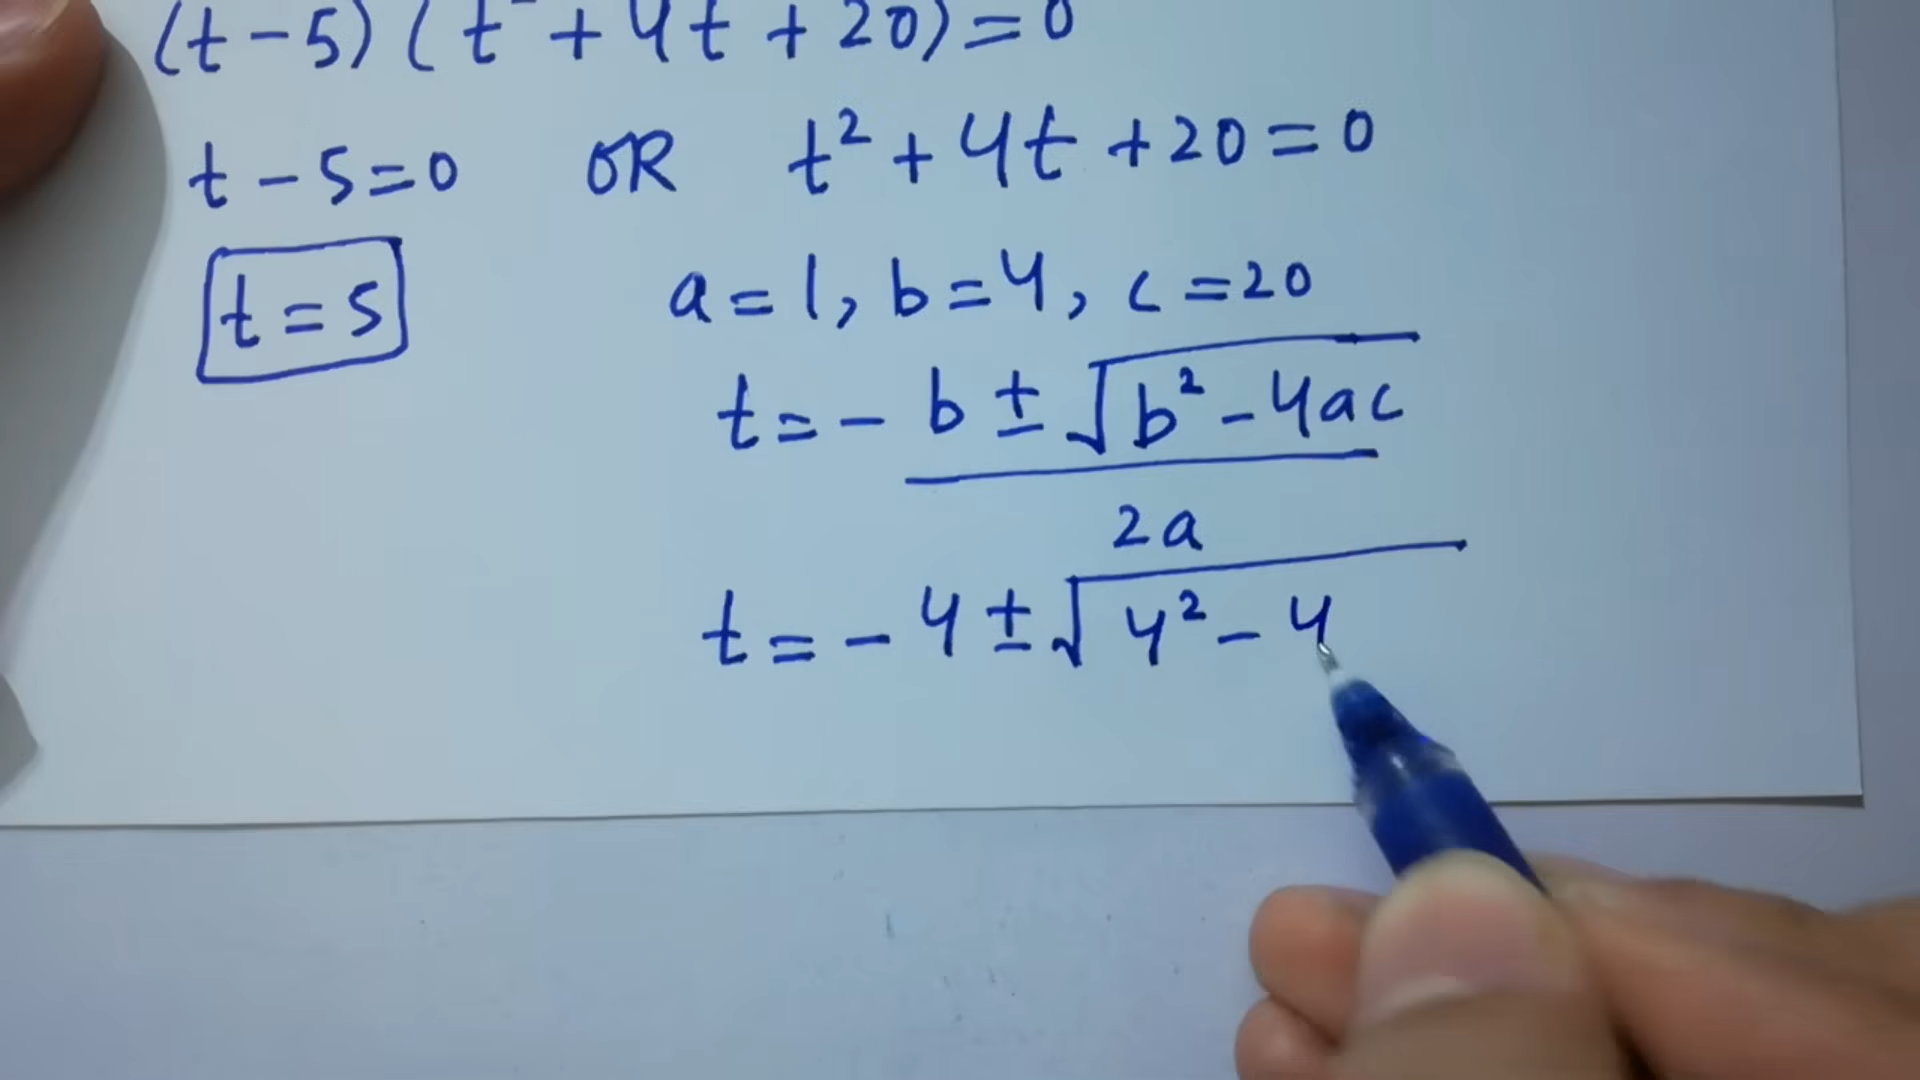 (t-5)(t²+4t+20)=0
t-5=0 OR t²+4t+20=0
t=5
a=1, b=4, c=20
t=-b±√b²-4ac
2a
t=-4±√4²-4